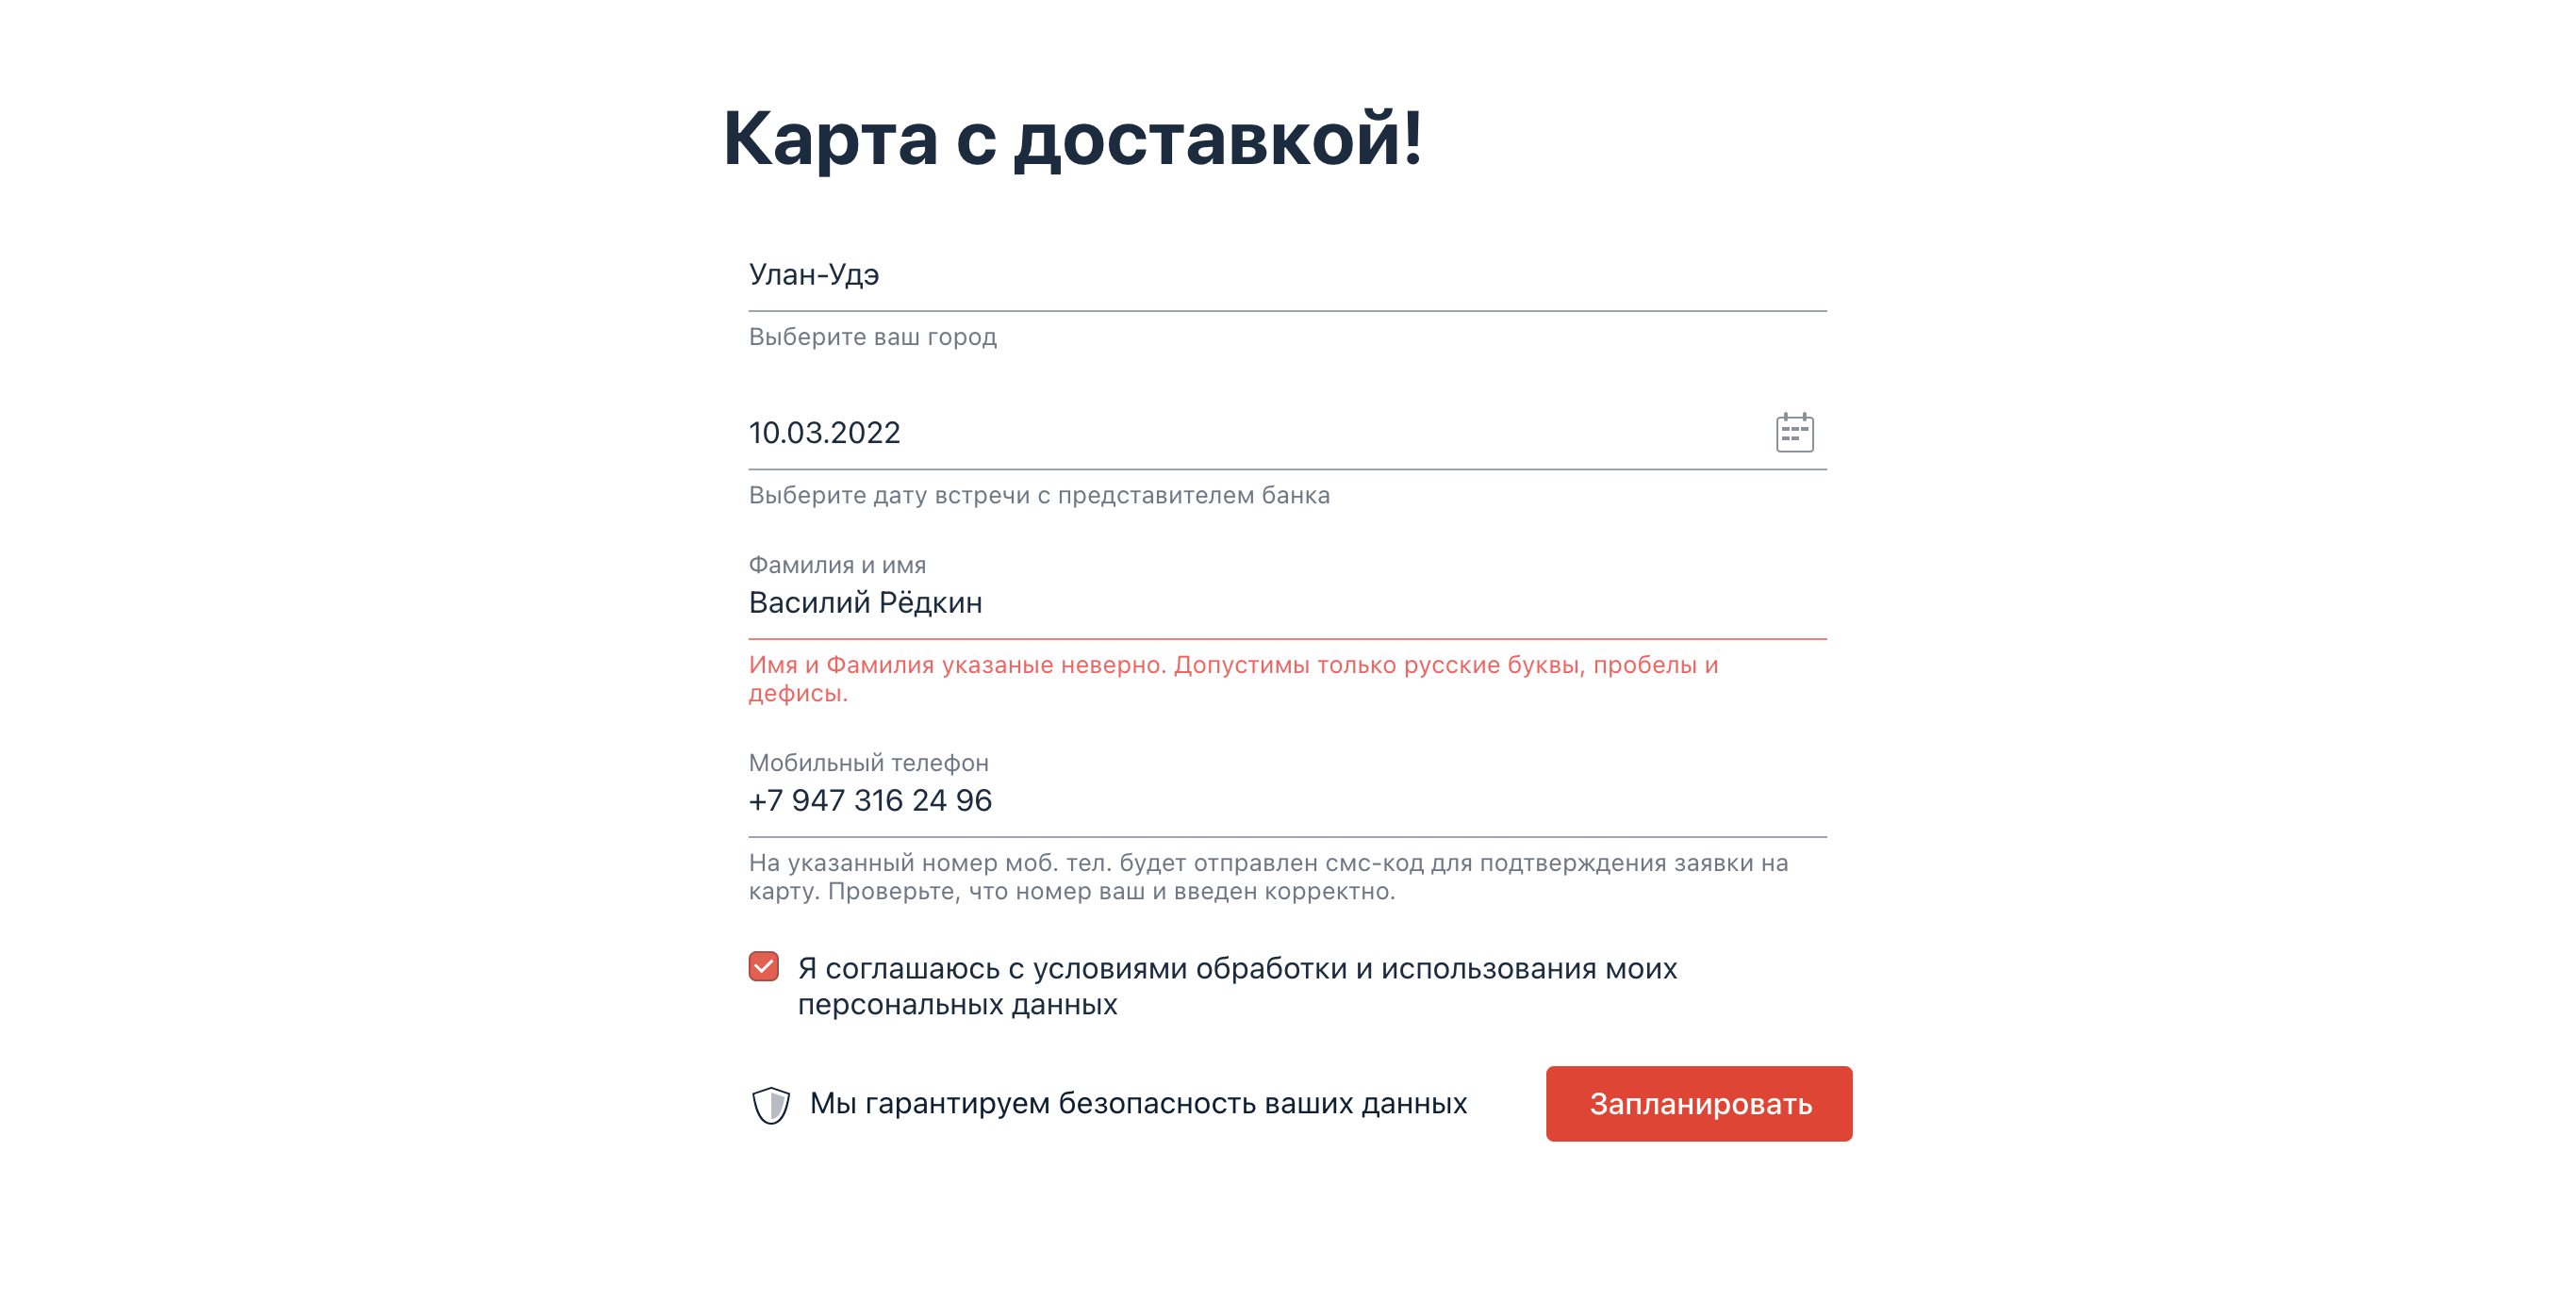 Карта с доставкой!
Улан-Удэ
Выберите ваш город
10.03.2022
Выберите дату встречи с представителем банка
Фамилия и имя
Василий Рёдкин
Имя и Фамилия указаные неверно. Допустимы только русские буквы, пробелы и
дефисы.
Мобильный телефон
+7 947 316 24 96
На указанный номер моб. тел. будет отправлен смс-код для подтверждения заявки на
карту. Проверьте, что номер ваш и введен корректно.
Я соглашаюсь с условиями обработки и использования моих
персональных данных
Мы гарантируем безопасность ваших данных
Запланировать